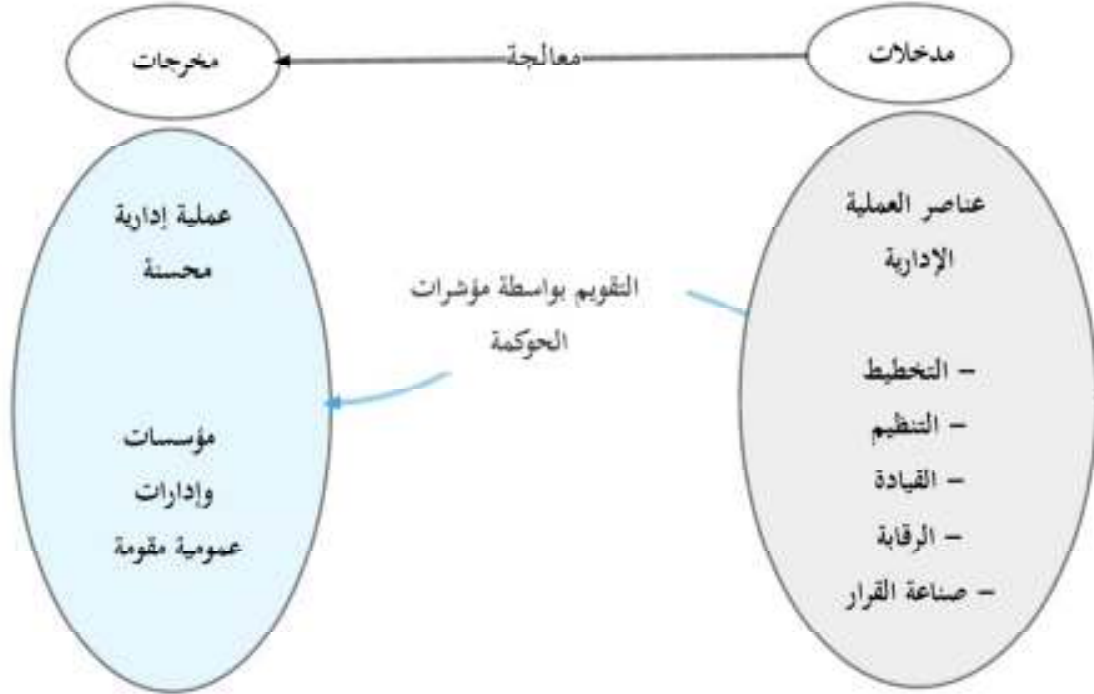 مدخلات
معالجة
مخرجات
عناصر العملية
الإدارية
– التخطيط
– التنظيم
– القيادة
– الرقابة
– صناعة القرار
التقويم بواسطة مؤشرات
الحوكمة
عملية إدارية
محسنة
مؤسسات
وإدارات
عمومية مقومة